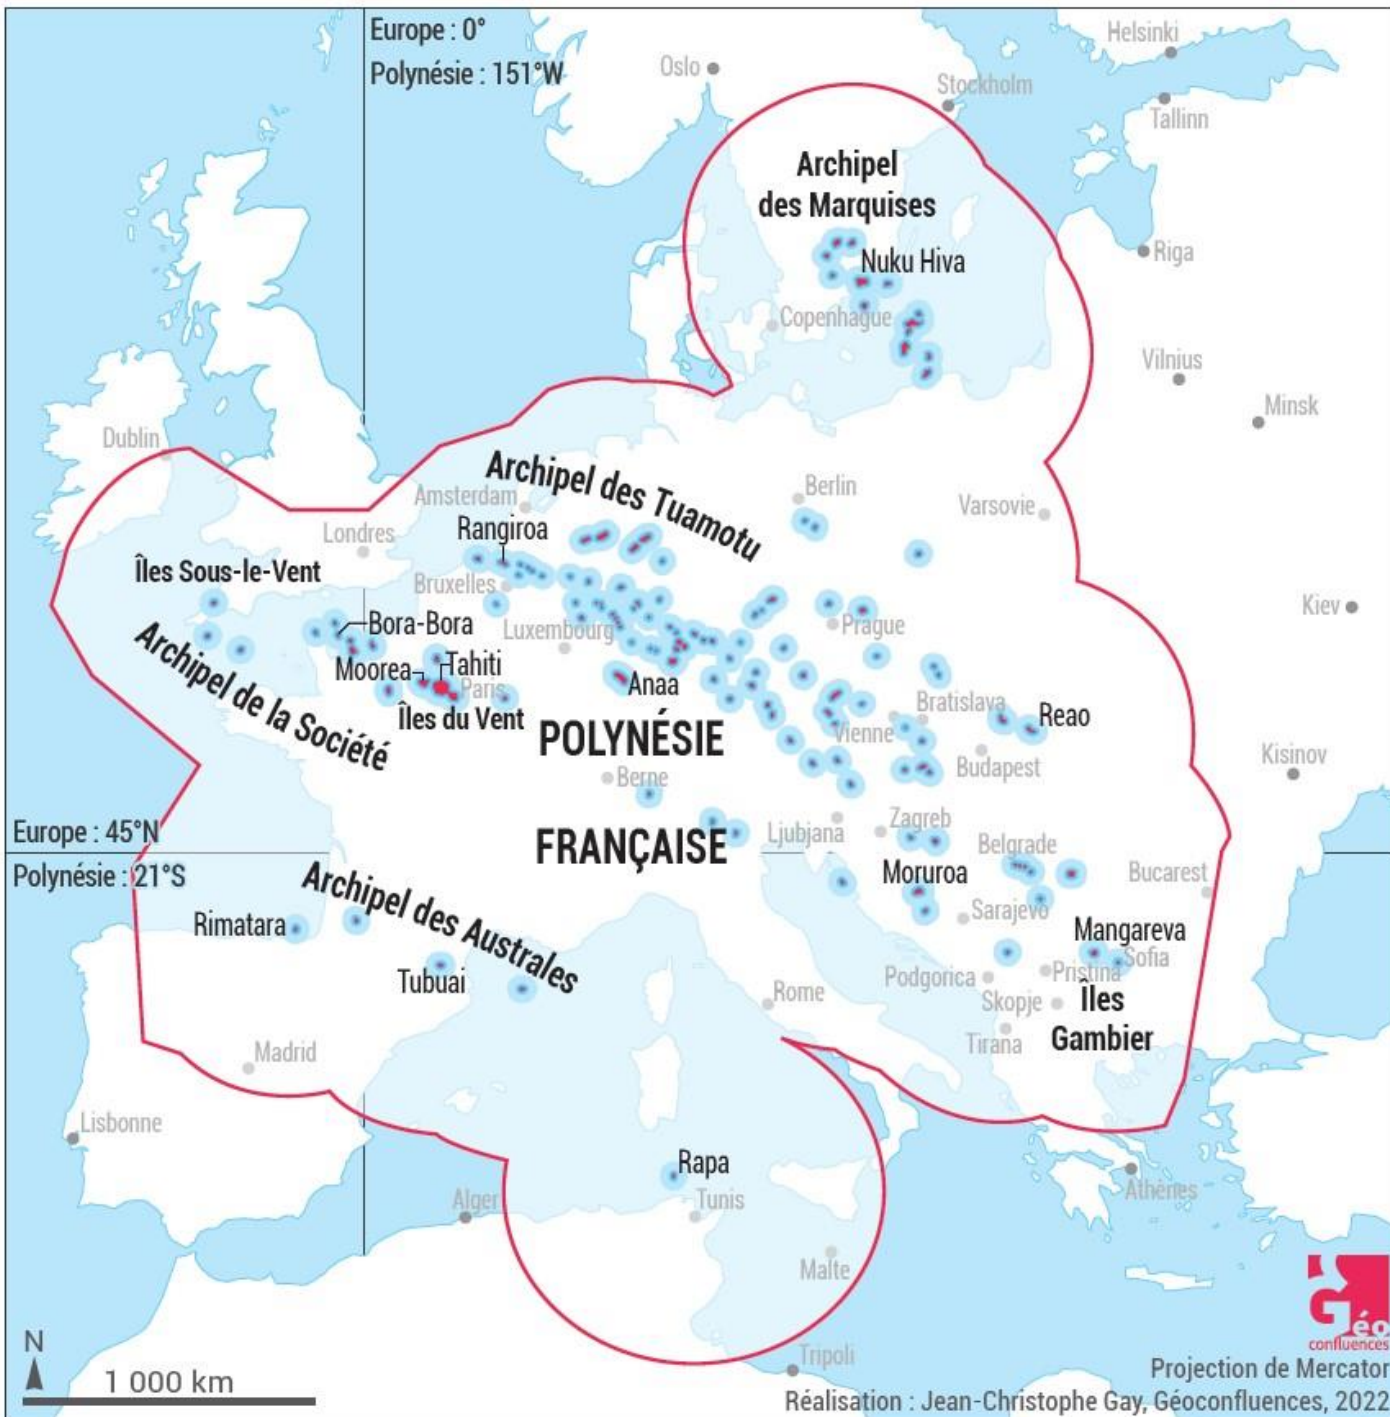 Europe : 0°
Polynésie : 151°W
Helsinki
Oslo
Stockholm
Tallinn
Archipel
des Marquises
Riga
Nuku Hiva
Copenhague
Vilnius
Minsk
Dublin
Archipel des Tuamotu
Amsterdam
Berlin
Varsovie
Rangiroa
Londres
Îles Sous-le-Vent
Bruxelles
Kiev
Bora-Bora
Luxembourg
Prague
Archipel de la Société
Moorea
Tahiti
Paris
Anaa
Îles du Vent
Bratislava
Reao
Vienne
POLYNÉSIE
Budapest
Kisinov
Berne
Europe : 45°N
Ljubjana
Zagreb
FRANÇAISE
Belgrade
Polynésie : 21°S
Moruroa
Bucarest
Archipel des Australes
Rimatara
Sarajevo
Mangareva
Sofia
Tubuai
Podgorica
Pristina
Rome
Skopje
Îles
Gambier
Tirana
Madrid
Lisbonne
Rapa
Athènes
Alger
Tunis
Malte
Géo
confluences
N
Tripoli
1 000 km
Projection de Mercator
Réalisation : Jean-Christophe Gay, Géoconfluences, 2022